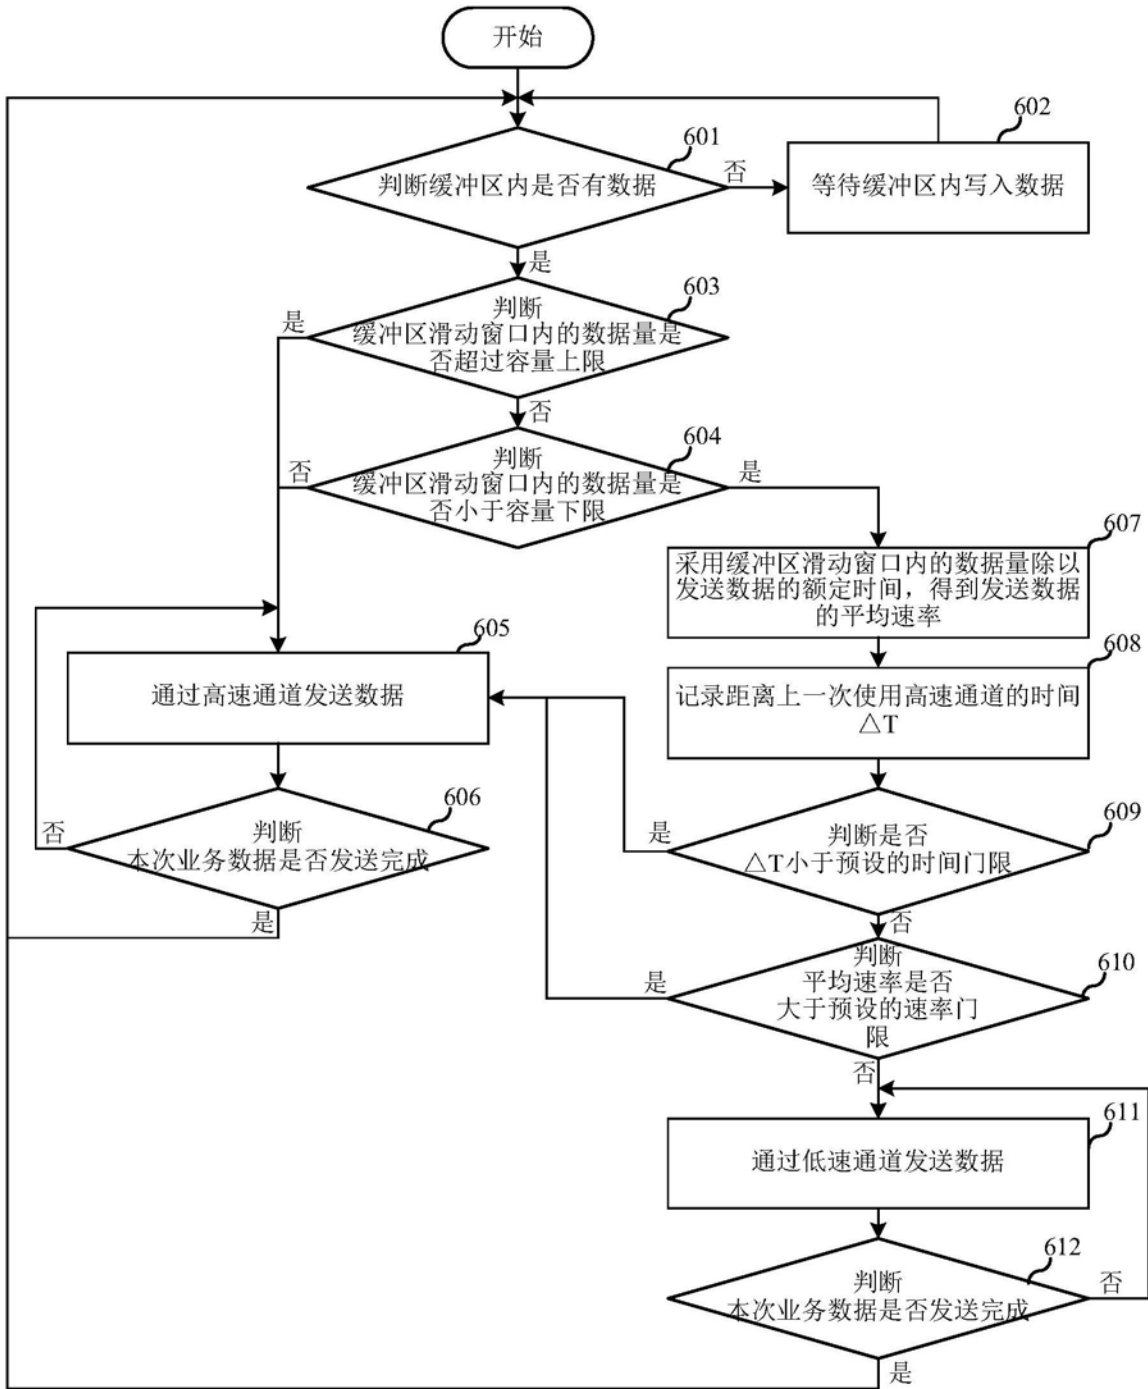 开始
601
判断缓冲区内是否有数据
否
602
等待缓冲区内写入数据
是
603
判断
缓冲区滑动窗口内的数据量是
否超过容量上限
是
否
604
判断
缓冲区滑动窗口内的数据量是
否小于容量下限
否
是
607
采用缓冲区滑动窗口内的数据量除以
发送数据的额定时间，得到发送数据
的平均速率
605
通过高速通道发送数据
608
记录距离上一次使用高速通道的时间
△T
606
判断
本次业务数据是否发送完成
否
是
609
判断是否
△T小于预设的时间门限
是
否
610
判断
平均速率是否
大于预设的速率门
限
是
否
611
通过低速通道发送数据
612
判断
本次业务数据是否发送完成
否
是